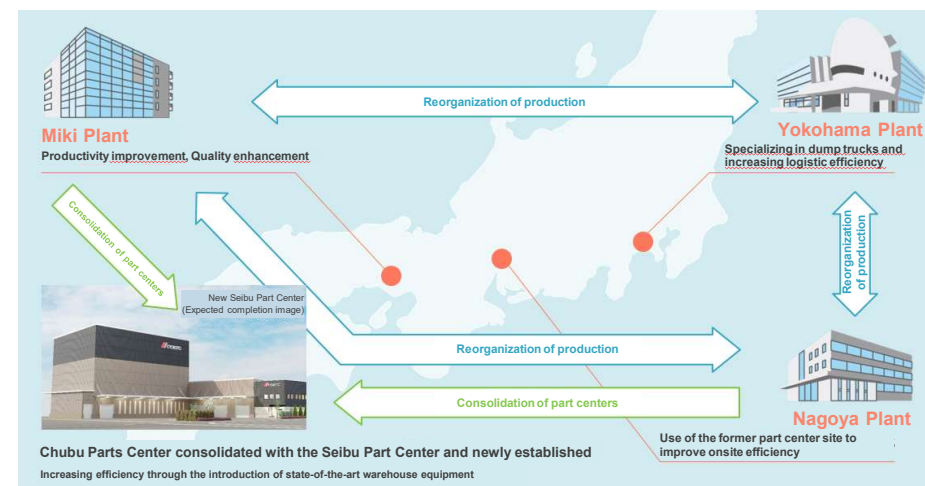 Reorganization of production
Miki Plant
Productivity improvement, Quality enhancement
Yokohama Plant
Specializing in dump trucks and
increasing logistic efficiency
Consolidation of part centers
Reorganization
of production
New Seibu Part Center
(Expected completion image)
Reorganization of production
Consolidation of part centers
Nagoya Plant
Use of the former part center site to
improve onsite efficiency
Chubu Parts Center consolidated with the Seibu Part Center and newly established
Increasing efficiency through the introduction of state-of-the-art warehouse equipment